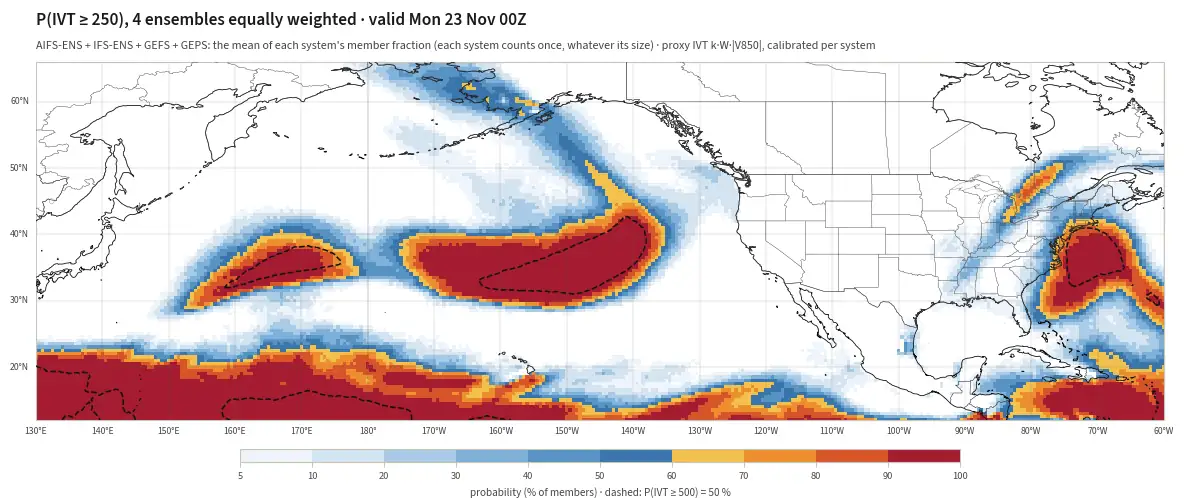 P(IVT ≥ 250), 4 ensembles equally weighted · valid Mon 23 Nov 00Z
AIFS-ENS + IFS-ENS + GEFS + GEPS: the mean of each system's member fraction (each system counts once, whatever its size) · proxy IVT k·W·|V850|, calibrated per system
60°N
50°N
40°N
30°N
20°N
130°E 140°E 150°E 160°E 170°E 180° 170°W 160°W 150°W 140°W 130°W 120°W 110°W 100°W 90°W 80°W 70°W 60°W
5 10 20 30 40 50 60 70 80 90 100
probability (% of members) · dashed: P(IVT ≥ 500) = 50 %